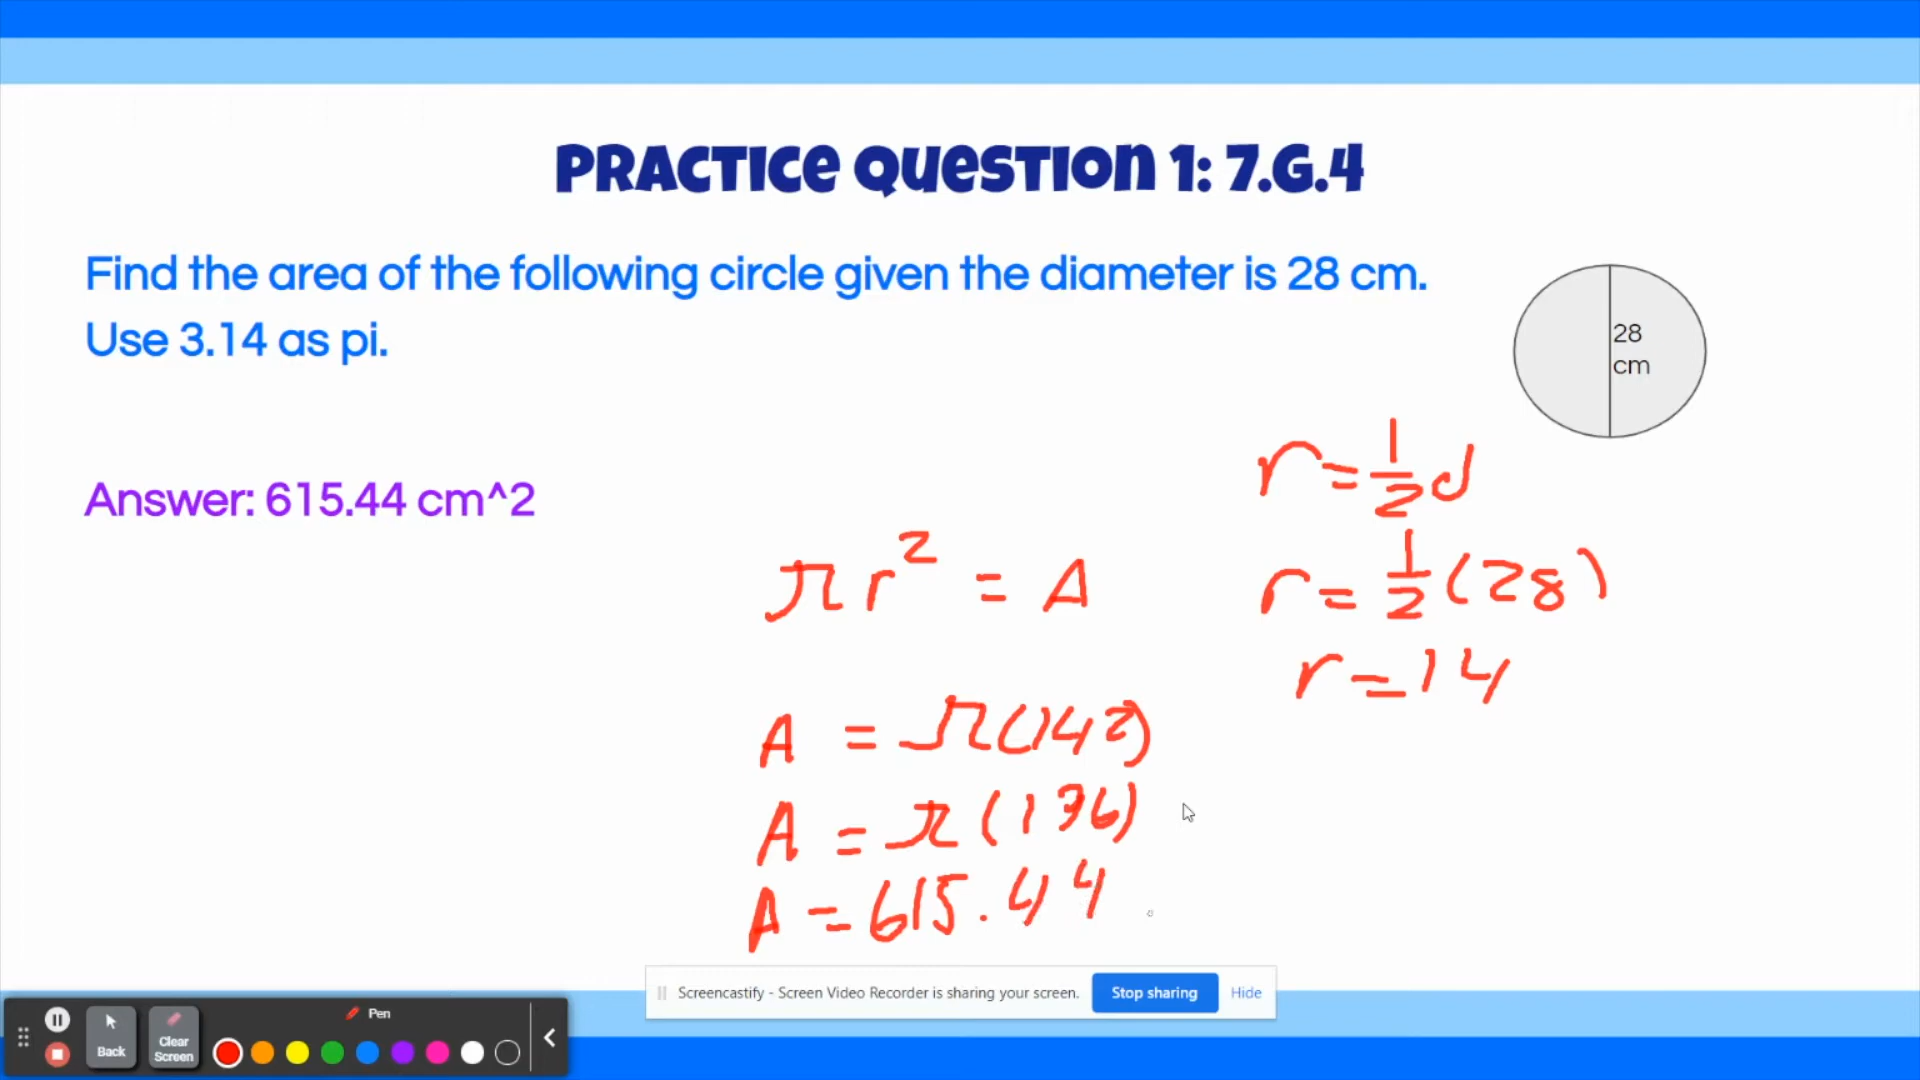 PRACTICE QUESTION 1: 7.G.4
Find the area of the following circle given the diameter is 28 cm.
Use 3.14 as pi.
28
cm
Answer: 615.44 cm^2
r = 1/2 d
r = 1/2 (28)
r = 14
πr² = A
A = π(14²)
A = π(136)
A = 615.44
Screencastify - Screen Video Recorder is sharing your screen. Stop sharing Hide
Pen
Back
Clear
Screen